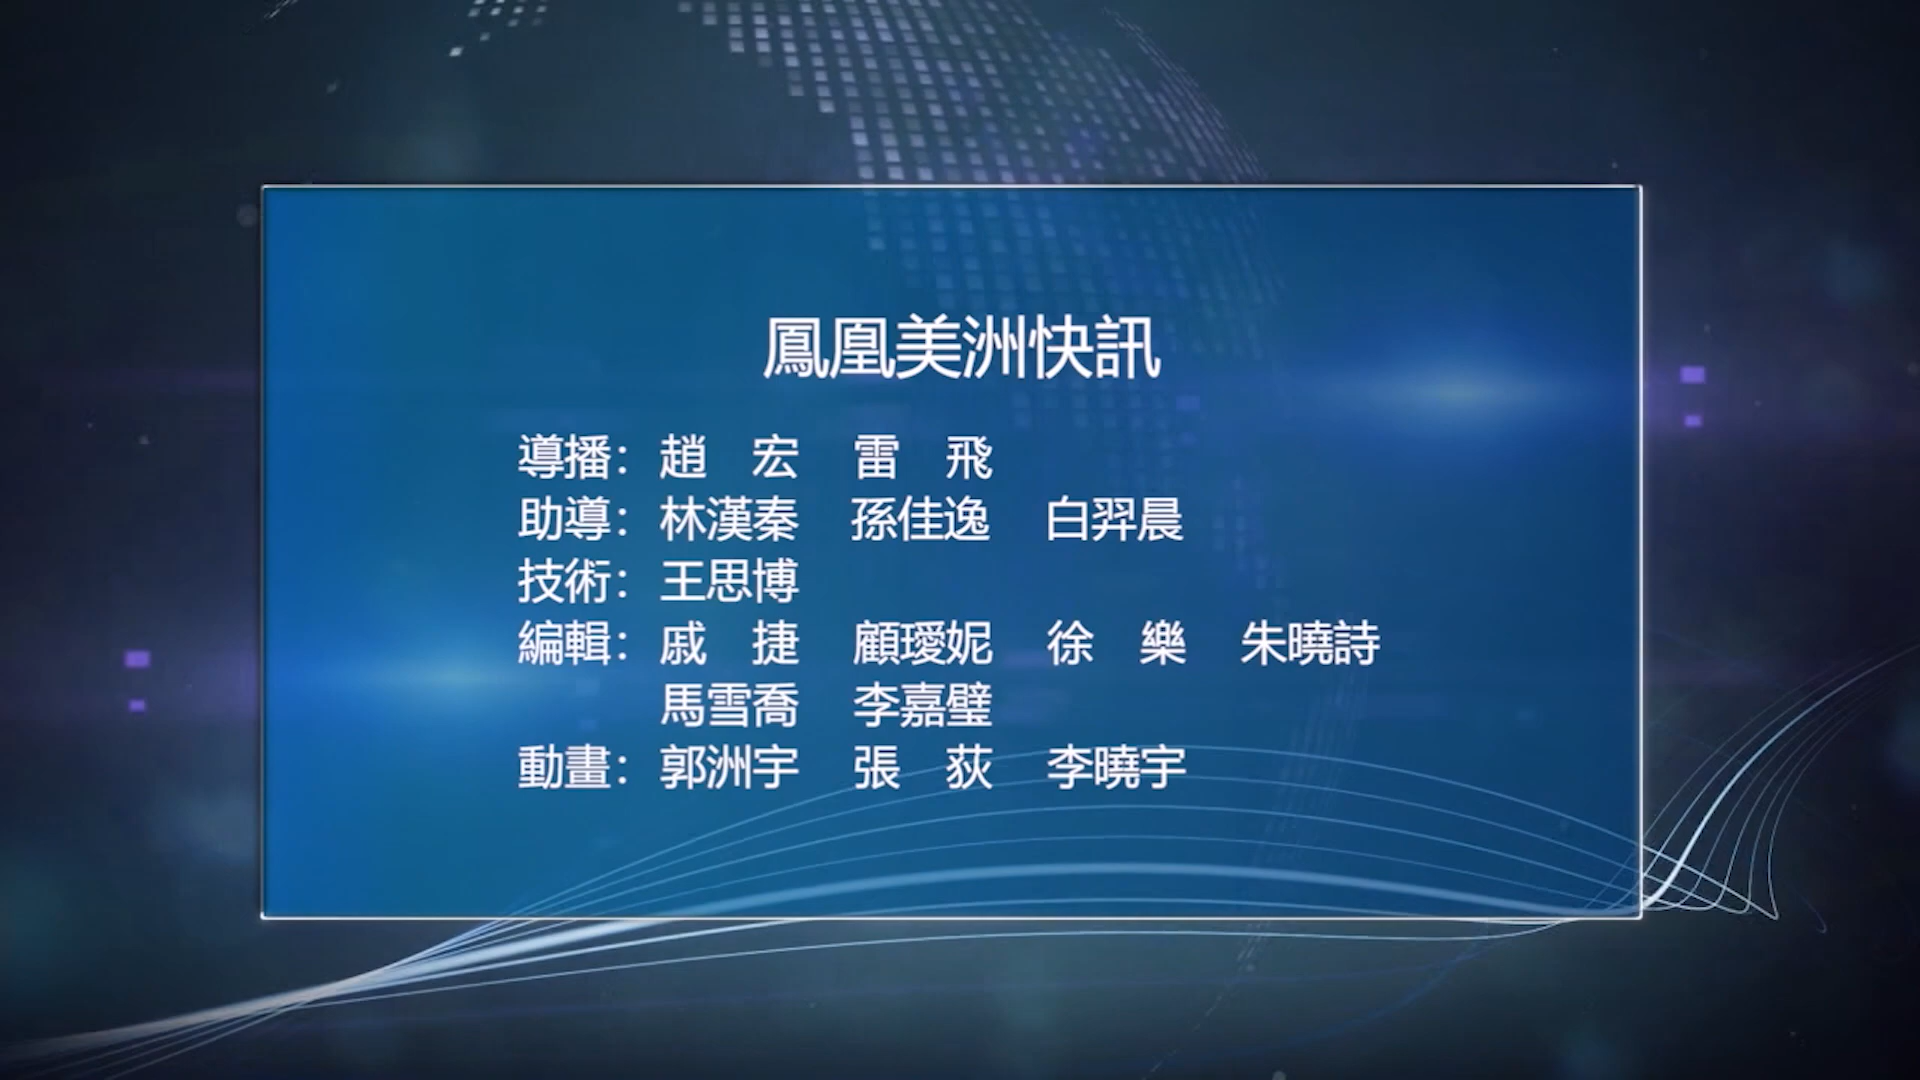 鳳凰美洲快訊
導播：趙　宏　雷　飛
助導：林漢秦　孫佳逸　白羿晨
技術：王思博
編輯：戚　捷　顧璦妮　徐　樂　朱曉詩
馬雪喬　李嘉璧
動畫：郭洲宇　張　荻　李曉宇